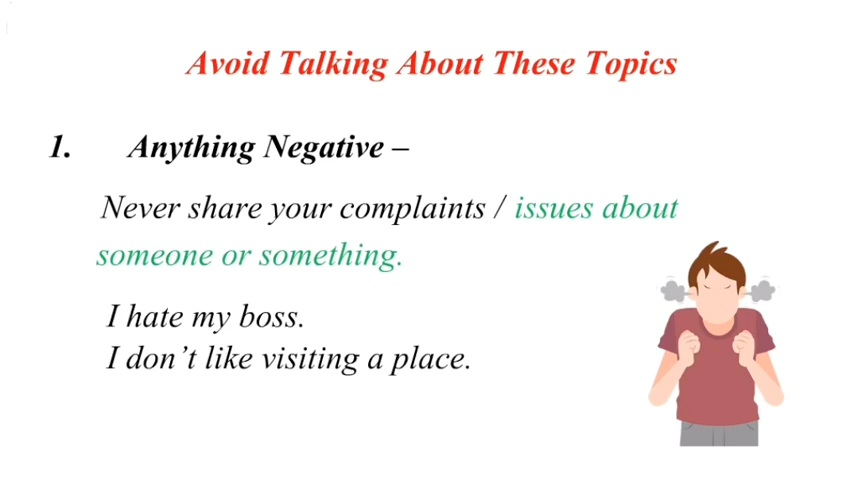 Avoid Talking About These Topics
1. Anything Negative –
Never share your complaints / issues about
someone or something.
I hate my boss.
I don’t like visiting a place.